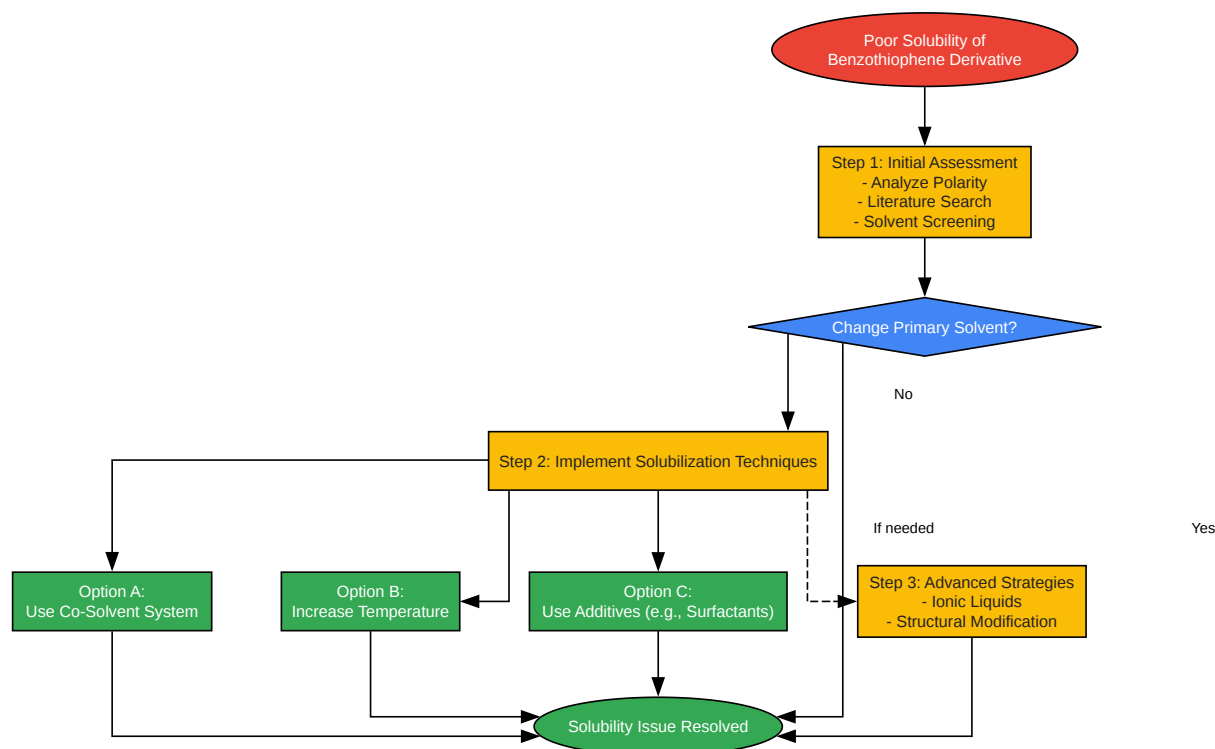 Poor Solubility of
Benzothiophene Derivative
Step 1: Initial Assessment
- Analyze Polarity
- Literature Search
- Solvent Screening
Change Primary Solvent?
No
Step 2: Implement Solubilization Techniques
If needed
Yes
Option A:
Use Co-Solvent System
Option B:
Increase Temperature
Option C:
Use Additives (e.g., Surfactants)
Step 3: Advanced Strategies
- Ionic Liquids
- Structural Modification
Solubility Issue Resolved